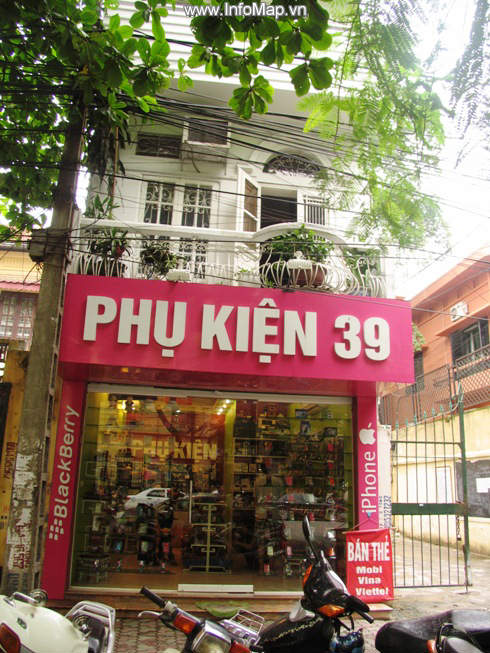 www.InfoMap.vn
PHỤ KIỆN 39
BlackBerry
PHỤ KIỆN
iPhone
BÁN THẺ
Mobi
Vina
Viettel